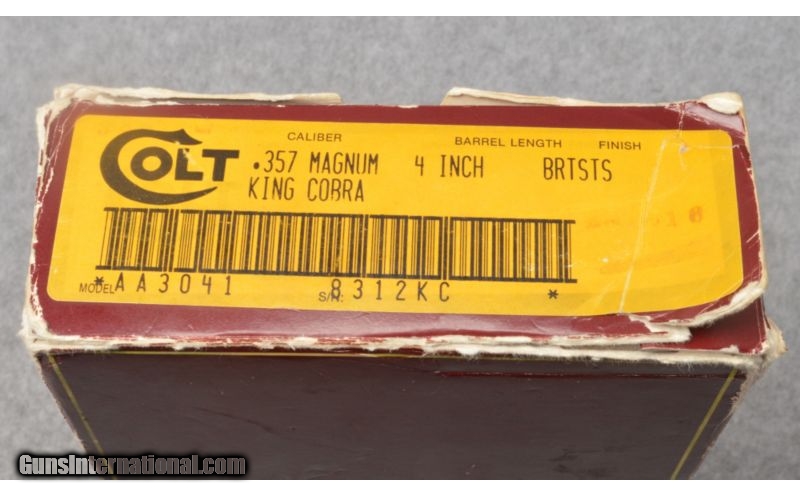 COLT
CALIBER BARREL LENGTH FINISH
.357 MAGNUM 4 INCH BRTSTS
KING COBRA
MODEL *AA3041 S/N: 8312KC *
GunsInternational.com